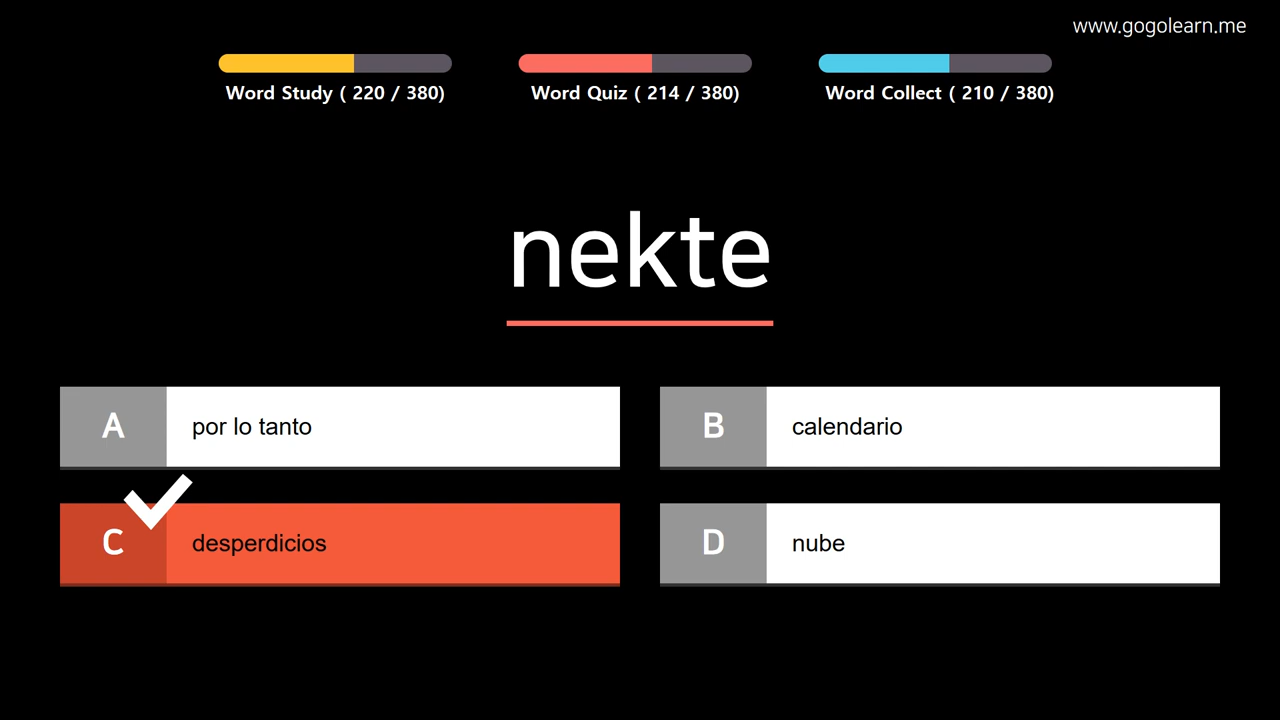 www.gogolearn.me
Word Study ( 220 / 380)
Word Quiz ( 214 / 380)
Word Collect ( 210 / 380)
nekte
A
por lo tanto
B
calendario
C
desperdicios
D
nube